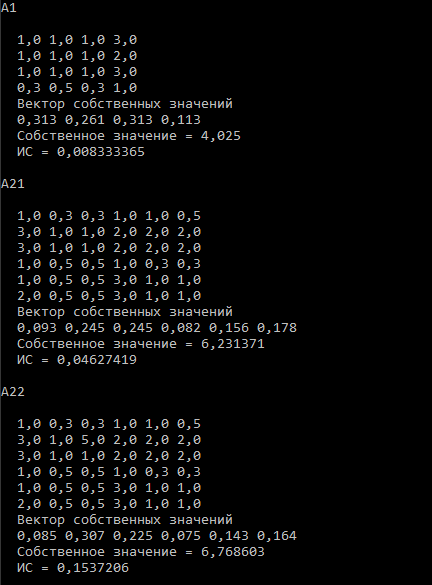 A1
1,0 1,0 1,0 3,0
1,0 1,0 1,0 2,0
1,0 1,0 1,0 3,0
0,3 0,5 0,3 1,0
Вектор собственных значений
0,313 0,261 0,313 0,113
Собственное значение = 4,025
ИС = 0,008333365
A21
1,0 0,3 0,3 1,0 1,0 0,5
3,0 1,0 1,0 2,0 2,0 2,0
3,0 1,0 1,0 2,0 2,0 2,0
1,0 0,5 0,5 1,0 0,3 0,3
1,0 0,5 0,5 3,0 1,0 1,0
2,0 0,5 0,5 3,0 1,0 1,0
Вектор собственных значений
0,093 0,245 0,245 0,082 0,156 0,178
Собственное значение = 6,231371
ИС = 0,04627419
A22
1,0 0,3 0,3 1,0 1,0 0,5
3,0 1,0 5,0 2,0 2,0 2,0
3,0 1,0 1,0 2,0 2,0 2,0
1,0 0,5 0,5 1,0 0,3 0,3
1,0 0,5 0,5 3,0 1,0 1,0
2,0 0,5 0,5 3,0 1,0 1,0
Вектор собственных значений
0,085 0,307 0,225 0,075 0,143 0,164
Собственное значение = 6,768603
ИС = 0,1537206